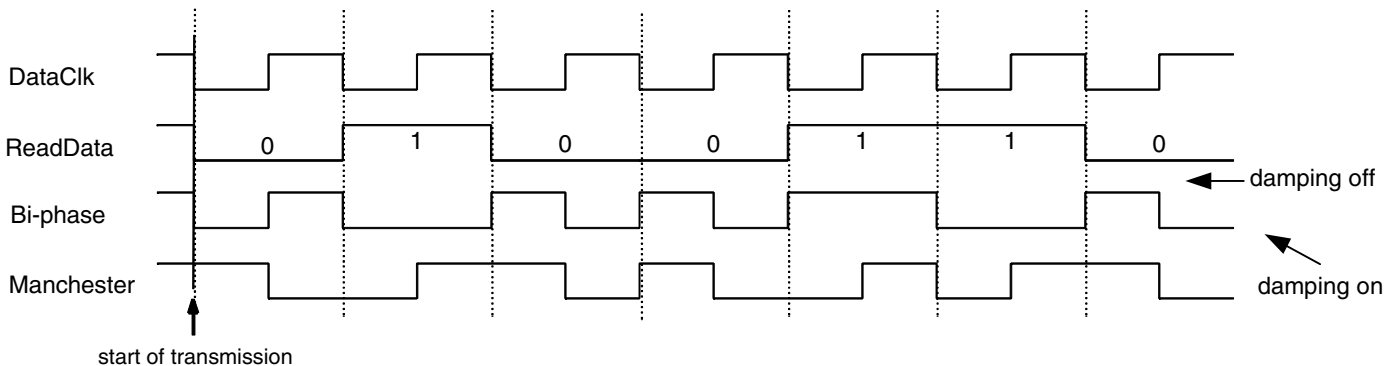 DataClk
ReadData 0 1 0 0 1 1 0
damping off
Bi-phase
Manchester
damping on
start of transmission